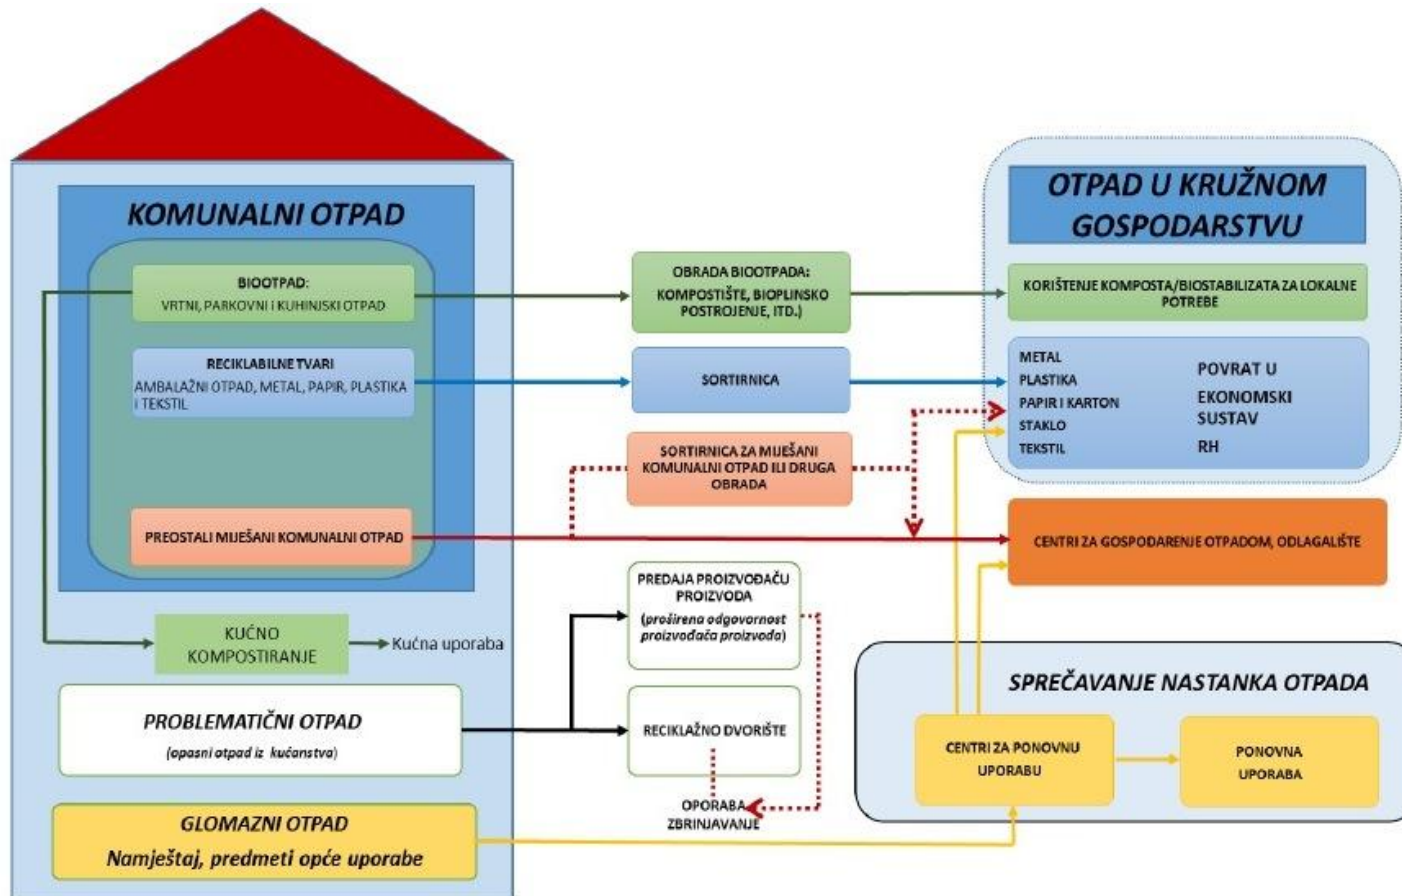 KOMUNALNI OTPAD
BIOOTPAD:
VRTNI, PARKOVNI I KUHINJSKI OTPAD
RECIKLABILNE TVARI
AMBALAŽNI OTPAD, METAL, PAPIR, PLASTIKA
I TEKSTIL
PREOSTALI MIJEŠANI KOMUNALNI OTPAD
KUĆNO
KOMPOSTIRANJE
Kućna uporaba
PROBLEMATIČNI OTPAD
(opasni otpad iz kućanstva)
GLOMAZNI OTPAD
Namještaj, predmeti opće uporabe
OBRADA BIOOTPADA:
KOMPOSTIŠTE, BIOPLINSKO
POSTROJENJE, ITD.)
SORTIRNICA
SORTIRNICA ZA MIJEŠANI
KOMUNALNI OTPAD ILI DRUGA
OBRADA
PREDAJA PROIZVOĐAČU
PROIZVODA
(proširena odgovornost
proizvođača proizvoda)
RECIKLAŽNO DVORIŠTE
OPORABA
ZBRINJAVANJE
OTPAD U KRUŽNOM
GOSPODARSTVU
KORIŠTENJE KOMPOSTA/BIOSTABILIZATA ZA LOKALNE
POTREBE
METAL
PLASTIKA
PAPIR I KARTON
STAKLO
TEKSTIL
POVRAT U
EKONOMSKI
SUSTAV
RH
CENTRI ZA GOSPODARENJE OTPADOM, ODLAGALIŠTE
SPREČAVANJE NASTANKA OTPADA
CENTRI ZA PONOVNU
UPORABU
PONOVNA
UPORABA